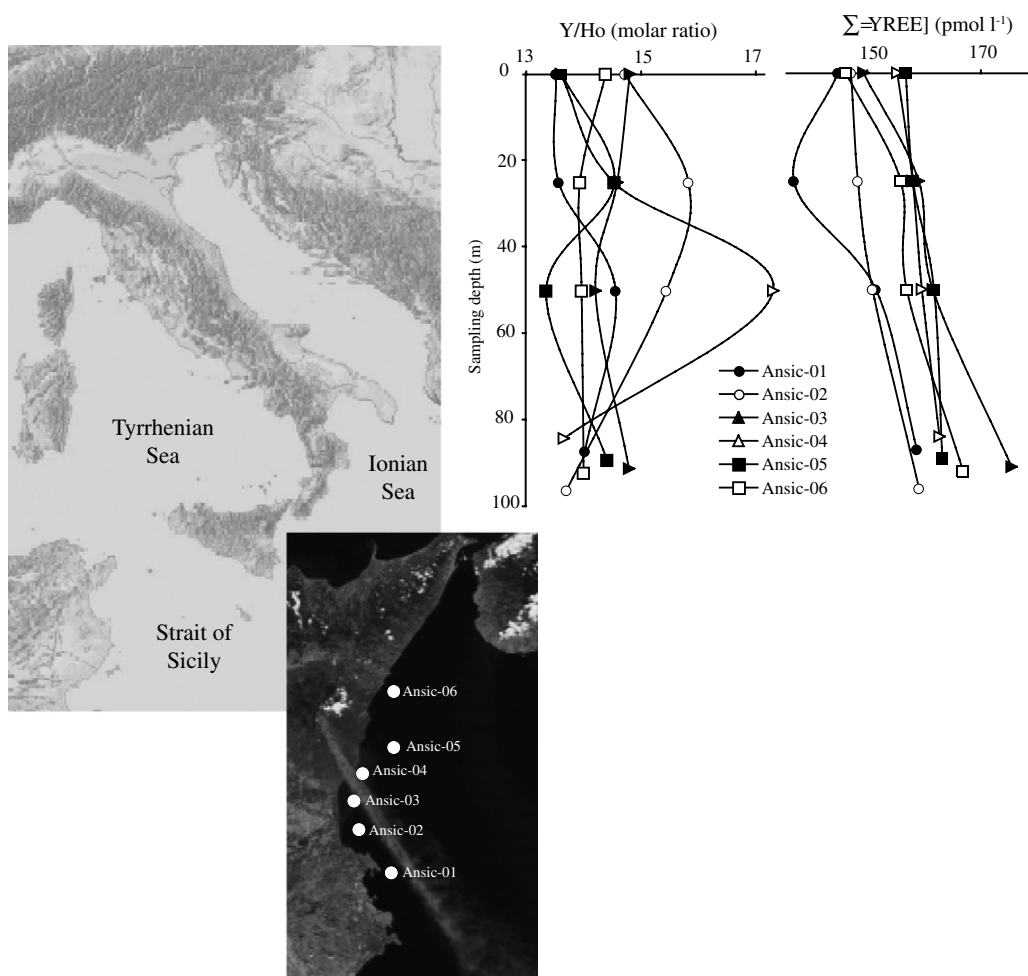 Y/Ho (molar ratio)
∑=YREE] (pmol l-1)
13 15 17
150 170
0
20
40
60
80
100
Sampling depth (m)
Ansic-01
Ansic-02
Ansic-03
Ansic-04
Ansic-05
Ansic-06
Tyrrhenian
Sea
Ionian
Sea
Strait of
Sicily
Ansic-06
Ansic-05
Ansic-04
Ansic-03
Ansic-02
Ansic-01